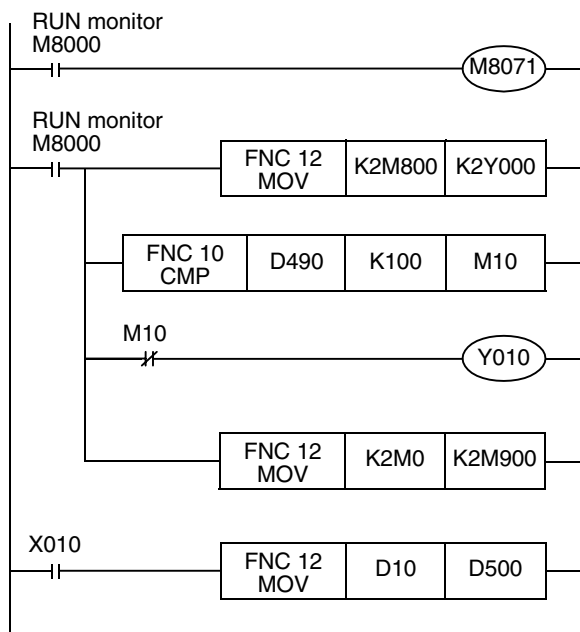 RUN monitor
M8000
M8071
RUN monitor
M8000
FNC 12
MOV
K2M800
K2Y000
FNC 10
CMP
D490
K100
M10
M10
Y010
FNC 12
MOV
K2M0
K2M900
X010
FNC 12
MOV
D10
D500